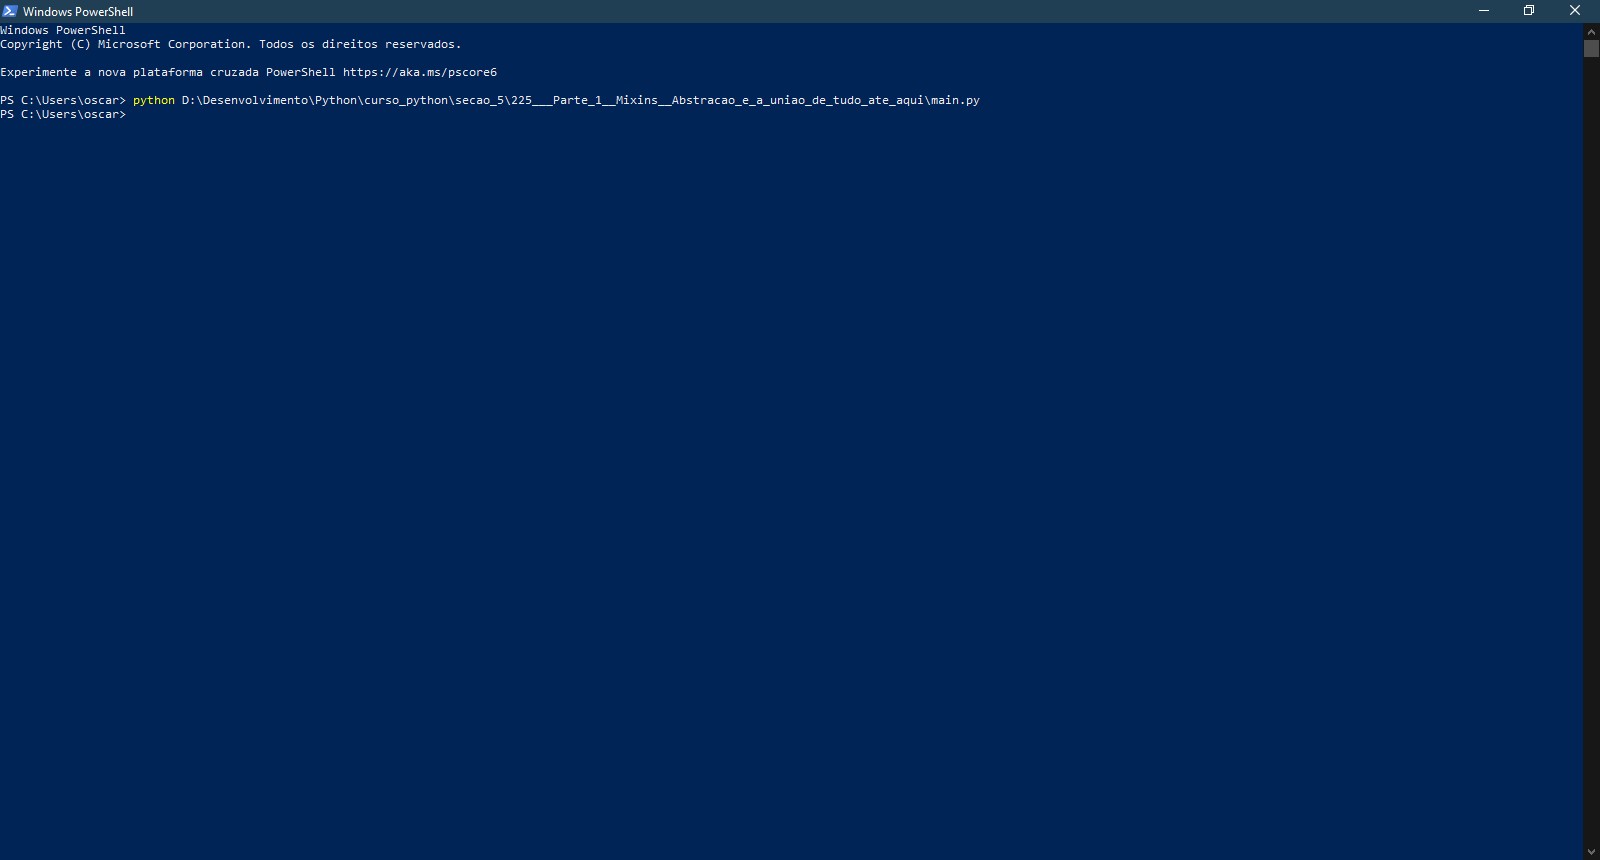 Windows PowerShell
Windows PowerShell
Copyright (C) Microsoft Corporation. Todos os direitos reservados.
Experimente a nova plataforma cruzada PowerShell https://aka.ms/pscore6
PS C:\Users\oscar> python D:\Desenvolvimento\Python\curso_python\secao_5\225___Parte_1__Mixins__Abstracao_e_a_uniao_de_tudo_ate_aqui\main.py
PS C:\Users\oscar>